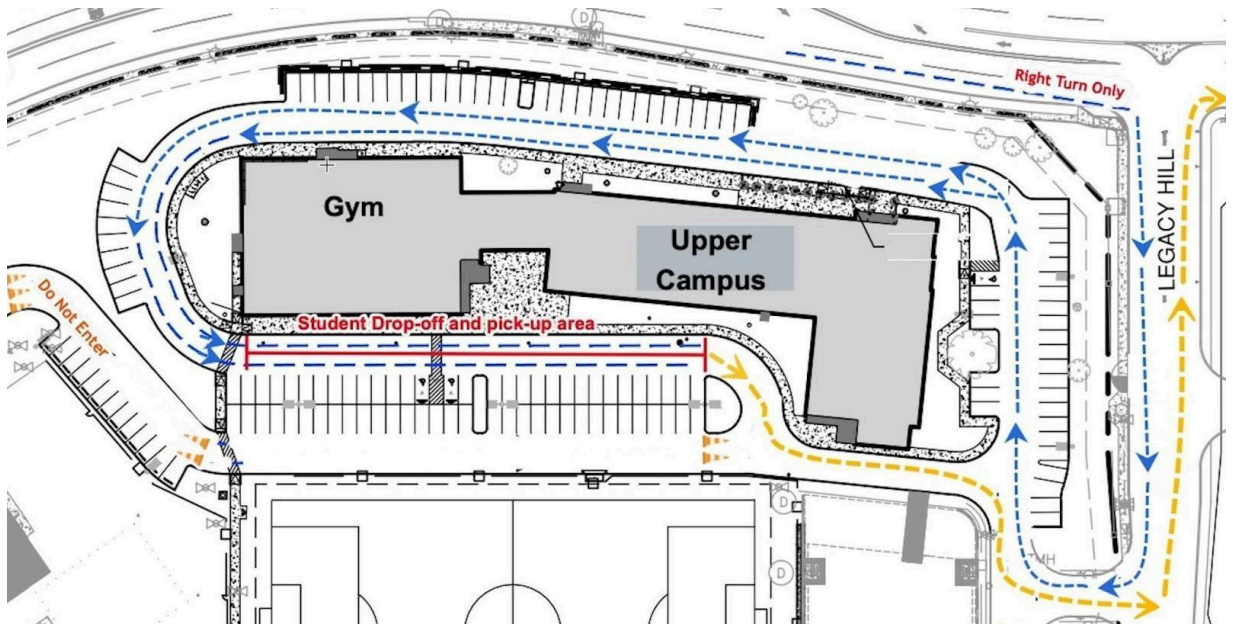 D
D
Right Turn Only
LEGACY HILL
Gym
Upper
Campus
Do Not Enter
Student Drop-off and pick-up area
D
D